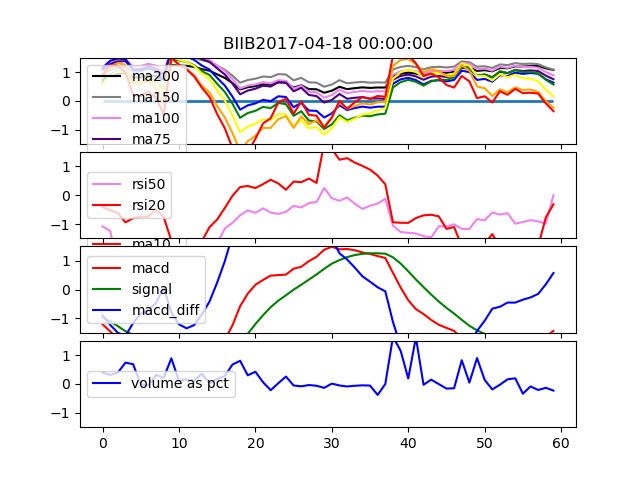 BIIB2017-04-18 00:00:00
1
0
−1
ma200
ma150
ma100
ma75
1
0
−1
rsi50
rsi20
ma10
1
0
−1
macd
signal
macd_diff
1
0
−1
volume as pct
0 10 20 30 40 50 60